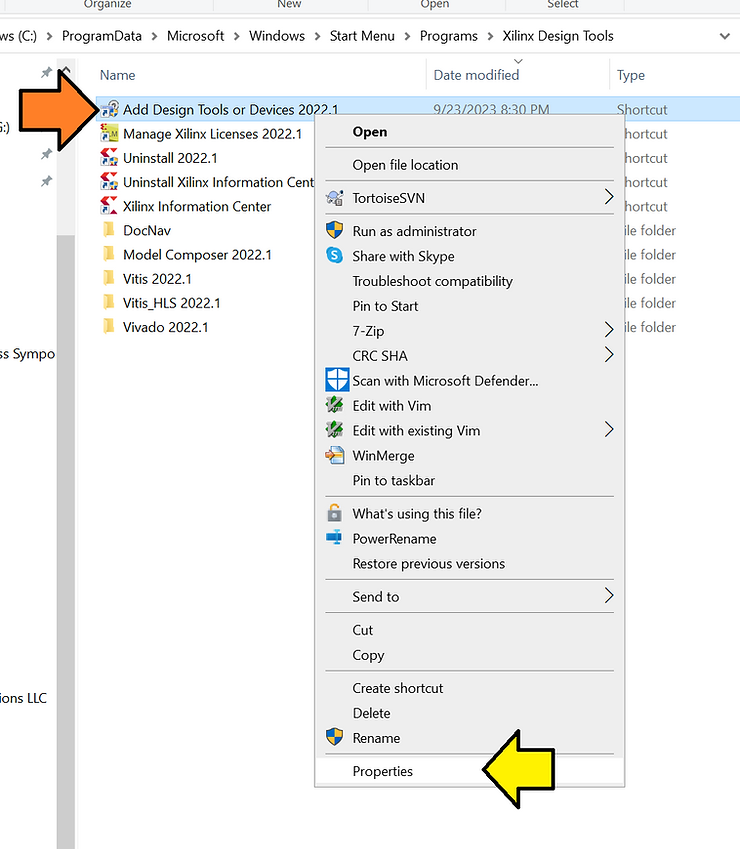 Organize New Open Select
ws (C:) > ProgramData > Microsoft > Windows > Start Menu > Programs > Xilinx Design Tools
Name Date modified Type
Add Design Tools or Devices 2022.1 9/23/2023 8:30 PM Shortcut
G:)
Manage Xilinx Licenses 2022.1 hortcut
Uninstall 2022.1 hortcut
Uninstall Xilinx Information Cent hortcut
Xilinx Information Center hortcut
DocNav ile folder
Model Composer 2022.1 ile folder
Vitis 2022.1 ile folder
Vitis_HLS 2022.1 ile folder
Vivado 2022.1 ile folder
ss Sympo
ions LLC
Open
Open file location
TortoiseSVN
Run as administrator
Share with Skype
Troubleshoot compatibility
Pin to Start
7-Zip
CRC SHA
Scan with Microsoft Defender...
Edit with Vim
Edit with existing Vim
WinMerge
Pin to taskbar
What's using this file?
PowerRename
Restore previous versions
Send to
Cut
Copy
Create shortcut
Delete
Rename
Properties